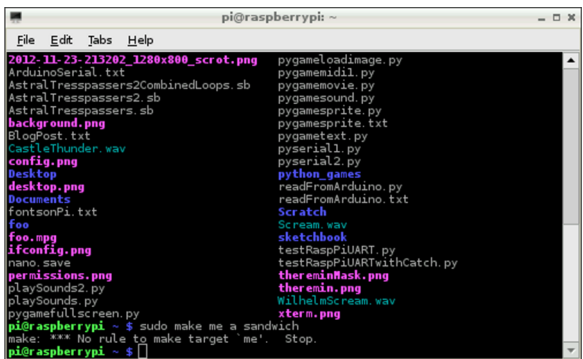 pi@raspberrypi: ~
File Edit Tabs Help
2012-11-23-213202_1280x800_scrot.png pygameloadimage.py
ArduinoSerial.txt pygamemidi1.py
AstralTresspassers2CombinedLoops.sb pygamemovie.py
AstralTresspassers2.sb pygamesound.py
AstralTresspassers.sb pygamesprite.py
background.png pygamesprite.txt
BlogPost.txt pygametext.py
CastleThunder.wav pyserial1.py
config.png pyserial2.py
Desktop python_games
desktop.png readFromArduino.py
Documents readFromArduino.txt
fontsonPi.txt Scratch
foo Scream.wav
foo.mpg sketchbook
ifconfig.png testRaspPiUART.py
nano.save testRaspPiUARTwithCatch.py
permissions.png thereminMask.png
playSounds2.py theremin.png
playSounds.py WilhelmScream.wav
pygamefullscreen.py xterm.png
pi@raspberrypi ~ $ sudo make me a sandwich
make: *** No rule to make target `me'. Stop.
pi@raspberrypi ~ $